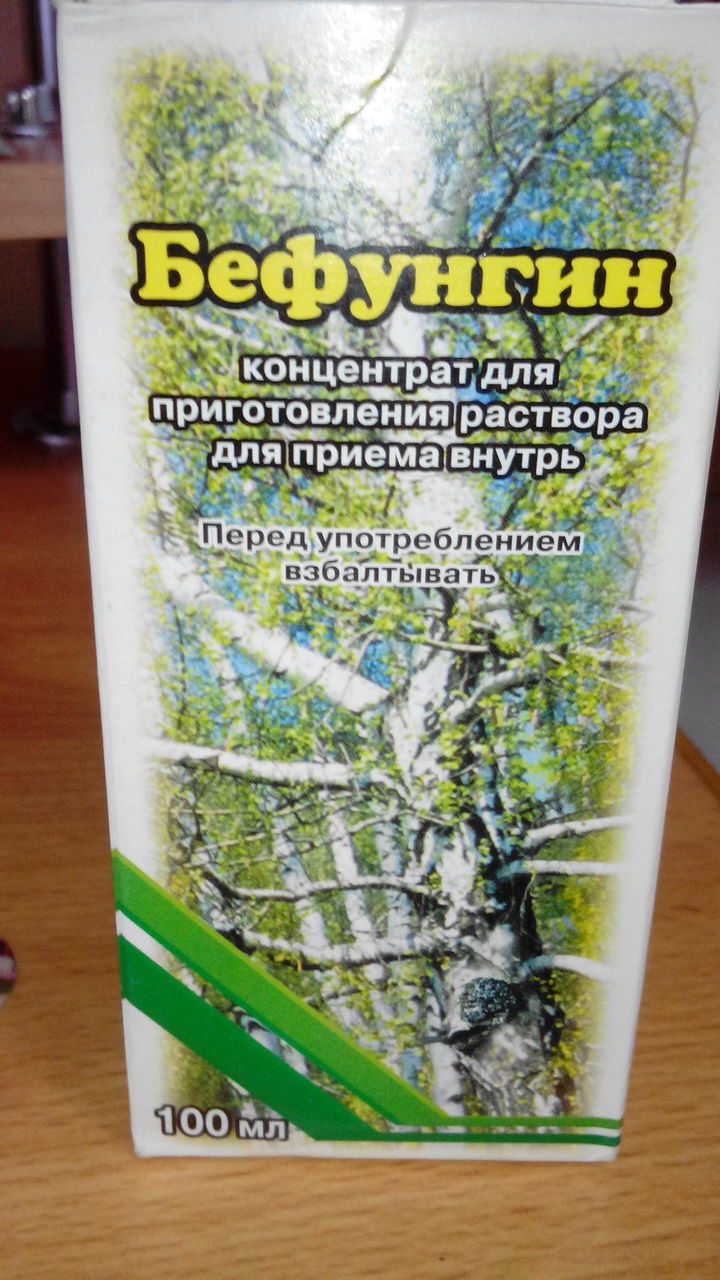 Бефунгин
концентрат для
приготовления раствора
для приема внутрь
Перед употреблением
взбалтывать
100 мл